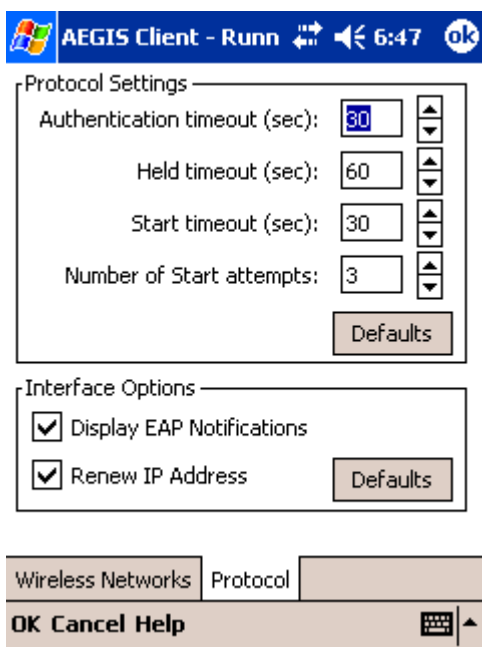 AEGIS Client - Runn 6:47 ok
Protocol Settings
Authentication timeout (sec): 30
Held timeout (sec): 60
Start timeout (sec): 30
Number of Start attempts: 3
Defaults
Interface Options
Display EAP Notifications
Renew IP Address Defaults
Wireless Networks Protocol
OK Cancel Help